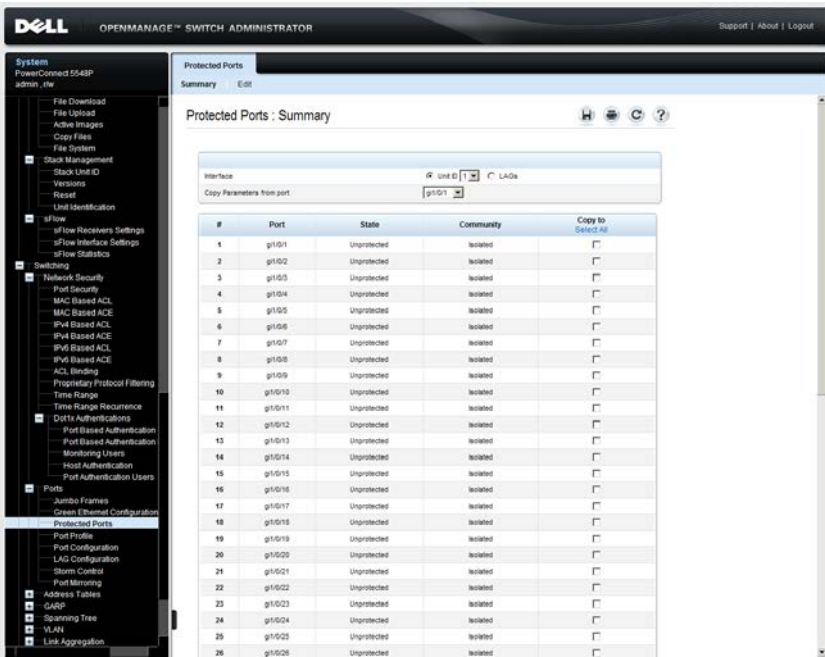 DELL
OPENMANAGE™ SWITCH ADMINISTRATOR
Support | About | Logout
System
PowerConnect 5548P
admin , r/w
File Download
File Upload
Active Images
Copy Files
File System
Stack Management
Stack Unit ID
Versions
Reset
Unit Identification
sFlow
sFlow Receivers Settings
sFlow Interface Settings
sFlow Statistics
Switching
Network Security
Port Security
MAC Based ACL
MAC Based ACE
IPv4 Based ACL
IPv4 Based ACE
IPv6 Based ACL
IPv6 Based ACE
ACL Binding
Proprietary Protocol Filtering
Time Range
Time Range Recurrence
Dot1x Authentications
Port Based Authentication
Port Based Authentication
Monitoring Users
Host Authentication
Port Authentication Users
Ports
Jumbo Frames
Green Ethernet Configuration
Protected Ports
Port Profile
Port Configuration
LAG Configuration
Storm Control
Port Mirroring
Address Tables
GARP
Spanning Tree
VLAN
Link Aggregation
Protected Ports
Summary Edit
Protected Ports : Summary
Interface Unit ID 1 LAGs
Copy Parameters from port gi1/0/1
# Port State Community Copy to
Select All
1 gi1/0/1 Unprotected Isolated
2 gi1/0/2 Unprotected Isolated
3 gi1/0/3 Unprotected Isolated
4 gi1/0/4 Unprotected Isolated
5 gi1/0/5 Unprotected Isolated
6 gi1/0/6 Unprotected Isolated
7 gi1/0/7 Unprotected Isolated
8 gi1/0/8 Unprotected Isolated
9 gi1/0/9 Unprotected Isolated
10 gi1/0/10 Unprotected Isolated
11 gi1/0/11 Unprotected Isolated
12 gi1/0/12 Unprotected Isolated
13 gi1/0/13 Unprotected Isolated
14 gi1/0/14 Unprotected Isolated
15 gi1/0/15 Unprotected Isolated
16 gi1/0/16 Unprotected Isolated
17 gi1/0/17 Unprotected Isolated
18 gi1/0/18 Unprotected Isolated
19 gi1/0/19 Unprotected Isolated
20 gi1/0/20 Unprotected Isolated
21 gi1/0/21 Unprotected Isolated
22 gi1/0/22 Unprotected Isolated
23 gi1/0/23 Unprotected Isolated
24 gi1/0/24 Unprotected Isolated
25 gi1/0/25 Unprotected Isolated
26 gi1/0/26 Unprotected Isolated